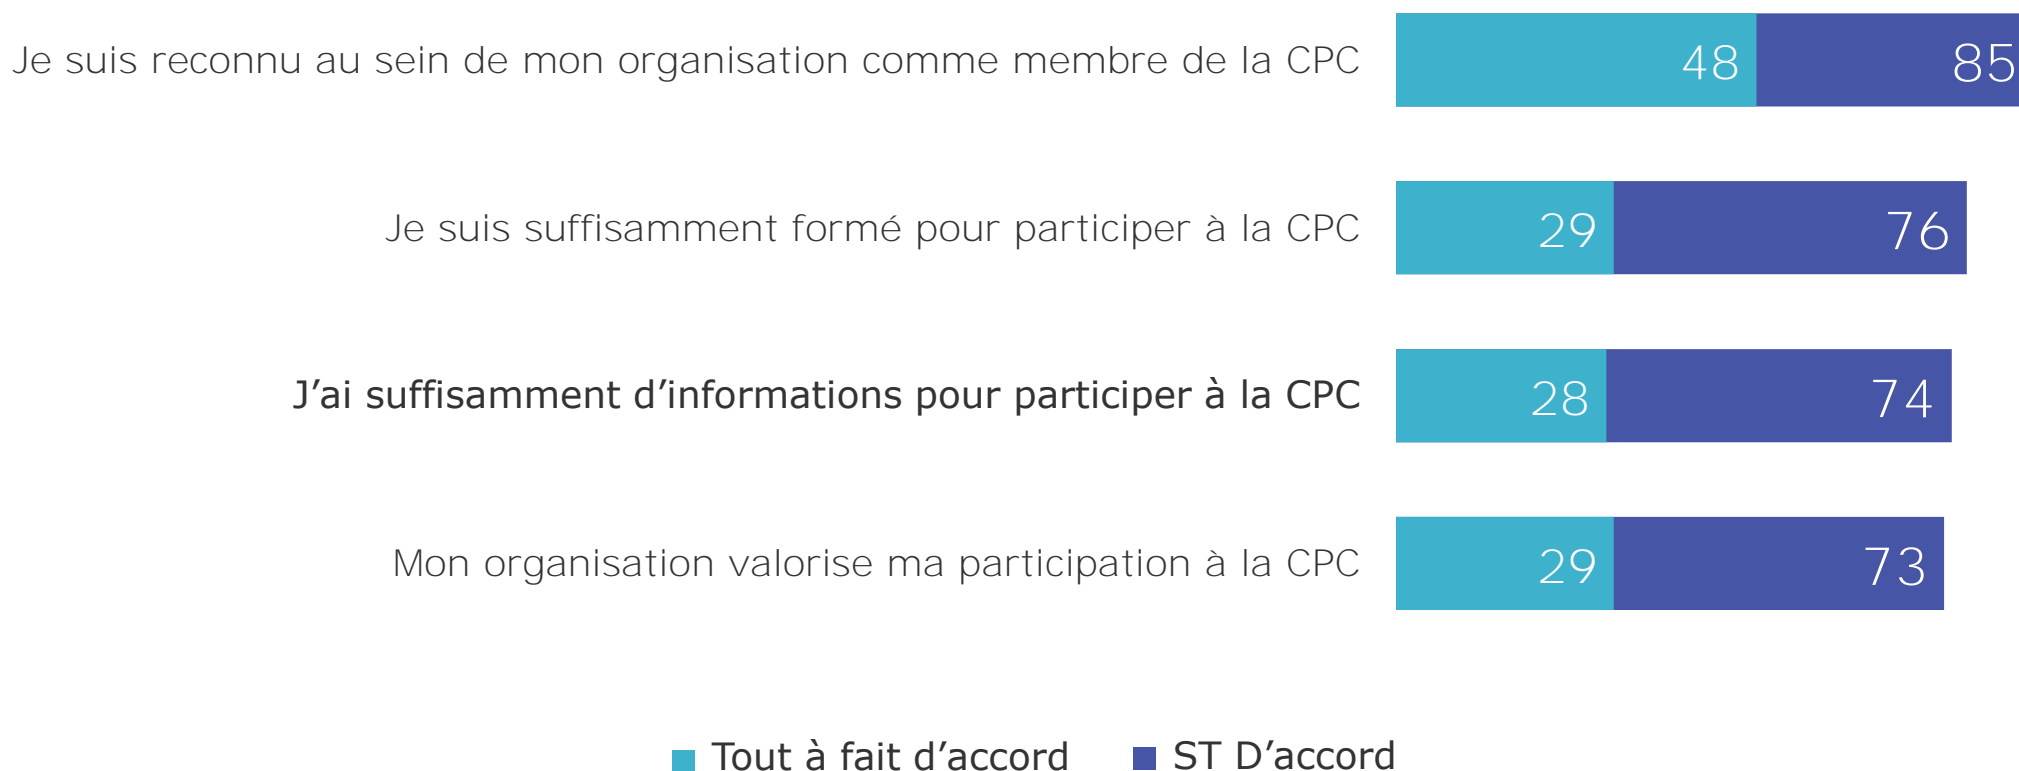 Je suis reconnu au sein de mon organisation comme membre de la CPC 48 85
Je suis suffisamment formé pour participer à la CPC 29 76
J’ai suffisamment d’informations pour participer à la CPC 28 74
Mon organisation valorise ma participation à la CPC 29 73
Tout à fait d’accord ST D’accord